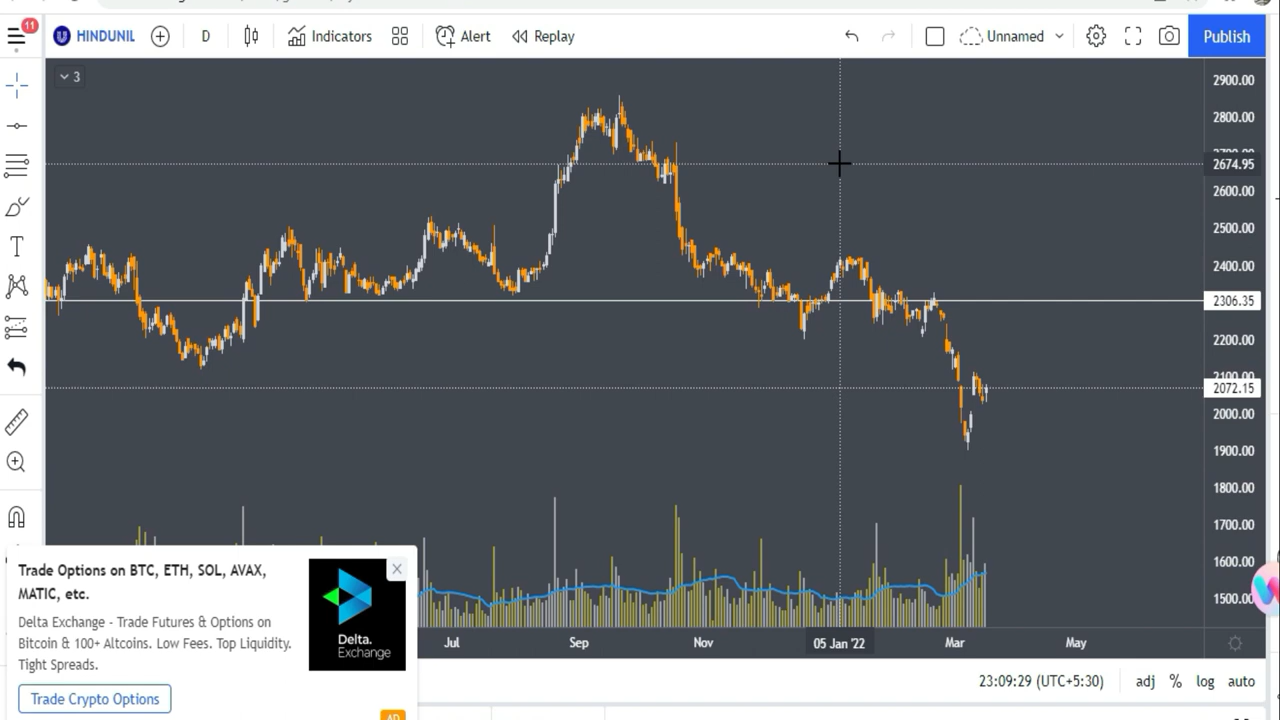 11
HINDUNIL
D
Indicators
Alert
Replay
Unnamed
Publish
3
2900.00
2800.00
2674.95
2600.00
2500.00
2400.00
2306.35
2200.00
2100.00
2072.15
2000.00
1900.00
1800.00
1700.00
1600.00
1500.00
Jul
Sep
Nov
05 Jan '22
Mar
May
Trade Options on BTC, ETH, SOL, AVAX,
MATIC, etc.
Delta Exchange - Trade Futures & Options on
Bitcoin & 100+ Altcoins. Low Fees. Top Liquidity.
Tight Spreads.
Trade Crypto Options
Delta.
Exchange
AD
23:09:29 (UTC+5:30)
adj
%
log
auto